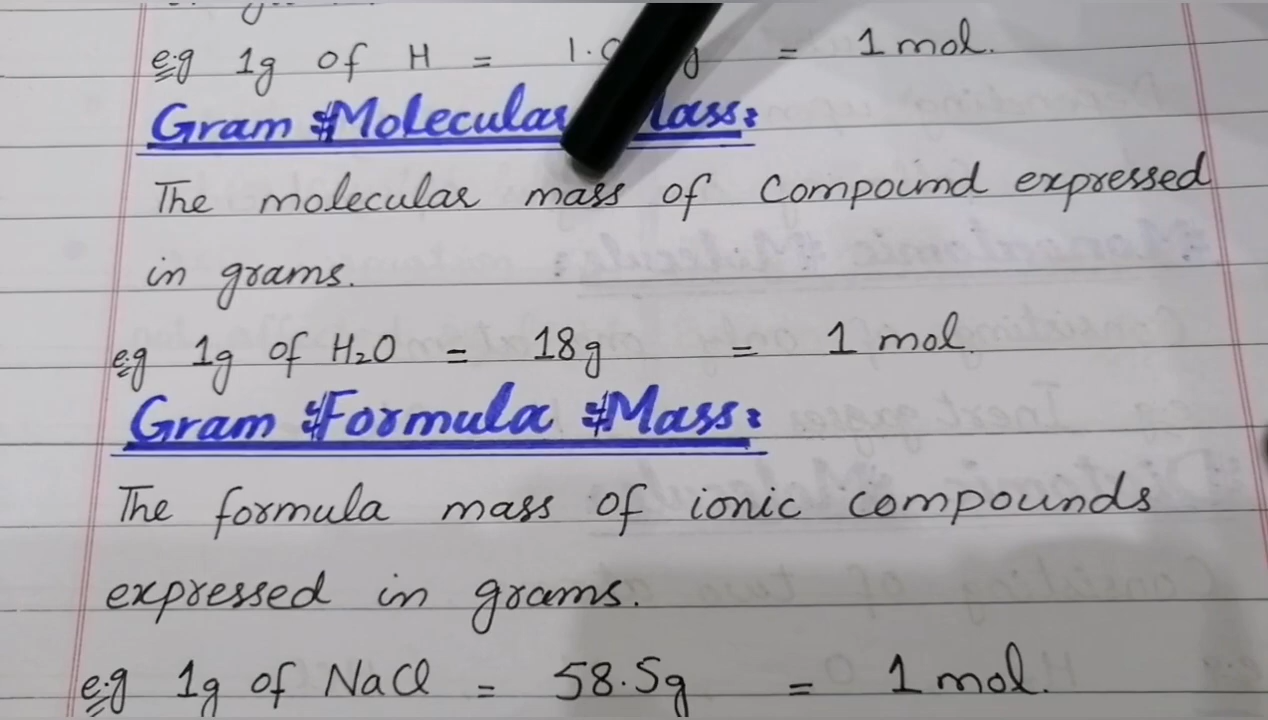 e.g 1g of H = 1.0 g = 1 mol.
Gram #Molecular Mass:
The molecular mass of Compound expressed
in grams.
e.g 1g of H₂O = 18g = 1 mol.
Gram #Formula #Mass:
The formula mass of ionic compounds
expressed in grams.
e.g 1g of NaCl = 58.5g = 1 mol.